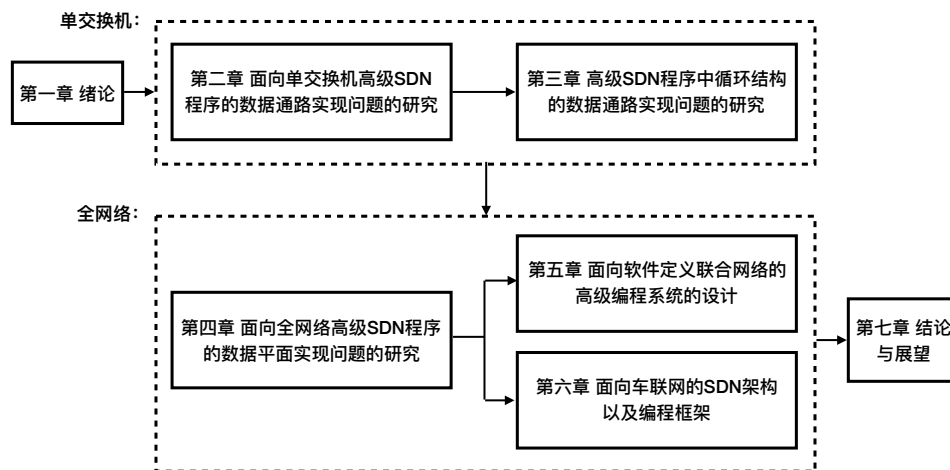 单交换机：
第一章 绪论
第二章 面向单交换机高级SDN
程序的数据通路实现问题的研究
第三章 高级SDN程序中循环结构
的数据通路实现问题的研究
全网络：
第四章 面向全网络高级SDN程序
的数据平面实现问题的研究
第五章 面向软件定义联合网络的
高级编程系统的设计
第六章 面向车联网的SDN架构
以及编程框架
第七章 结论
与展望